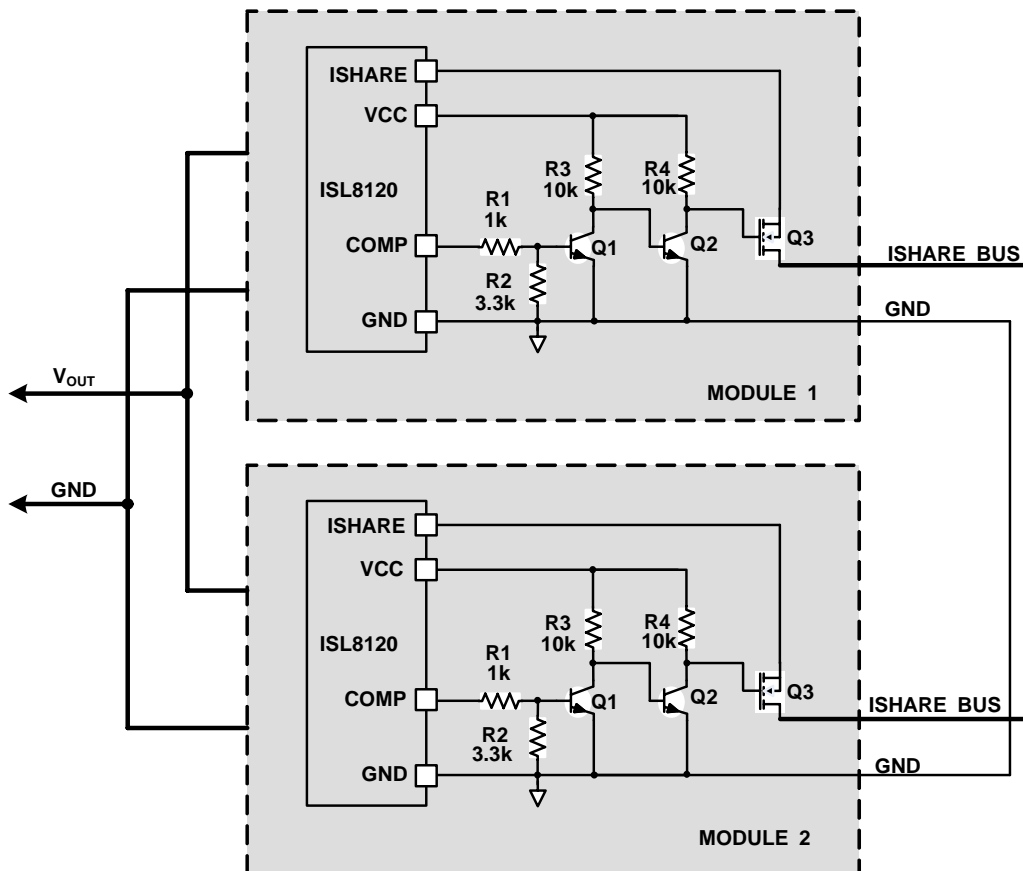 ISHARE
VCC
R3
10k
R4
10k
ISL8120
R1
1k
COMP
Q1
Q2
Q3
ISHARE BUS
R2
3.3k
GND
GND
VOUT
MODULE 1
GND
ISHARE
VCC
R3
10k
R4
10k
ISL8120
R1
1k
COMP
Q1
Q2
Q3
ISHARE BUS
R2
3.3k
GND
GND
MODULE 2